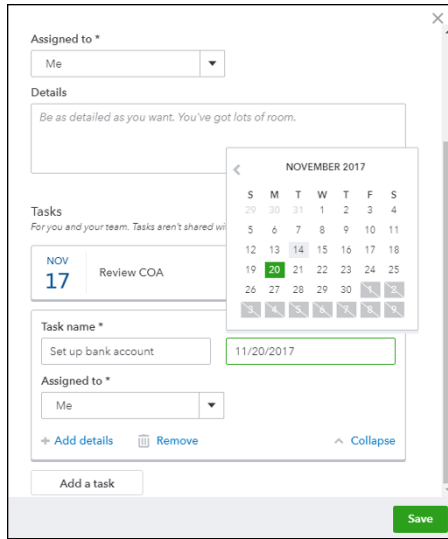 Assigned to *
Me
Details
Be as detailed as you want. You've got lots of room.
NOVEMBER 2017
S M T W T F S
29 30 31 1 2 3 4
5 6 7 8 9 10 11
12 13 14 15 16 17 18
19 20 21 22 23 24 25
26 27 28 29 30 1 2
3 4 5 6 7 8 9
Tasks
For you and your team. Tasks aren't shared wi
NOV
17
Review COA
Task name *
Set up bank account
11/20/2017
Assigned to *
Me
+ Add details
Remove
Collapse
Add a task
Save